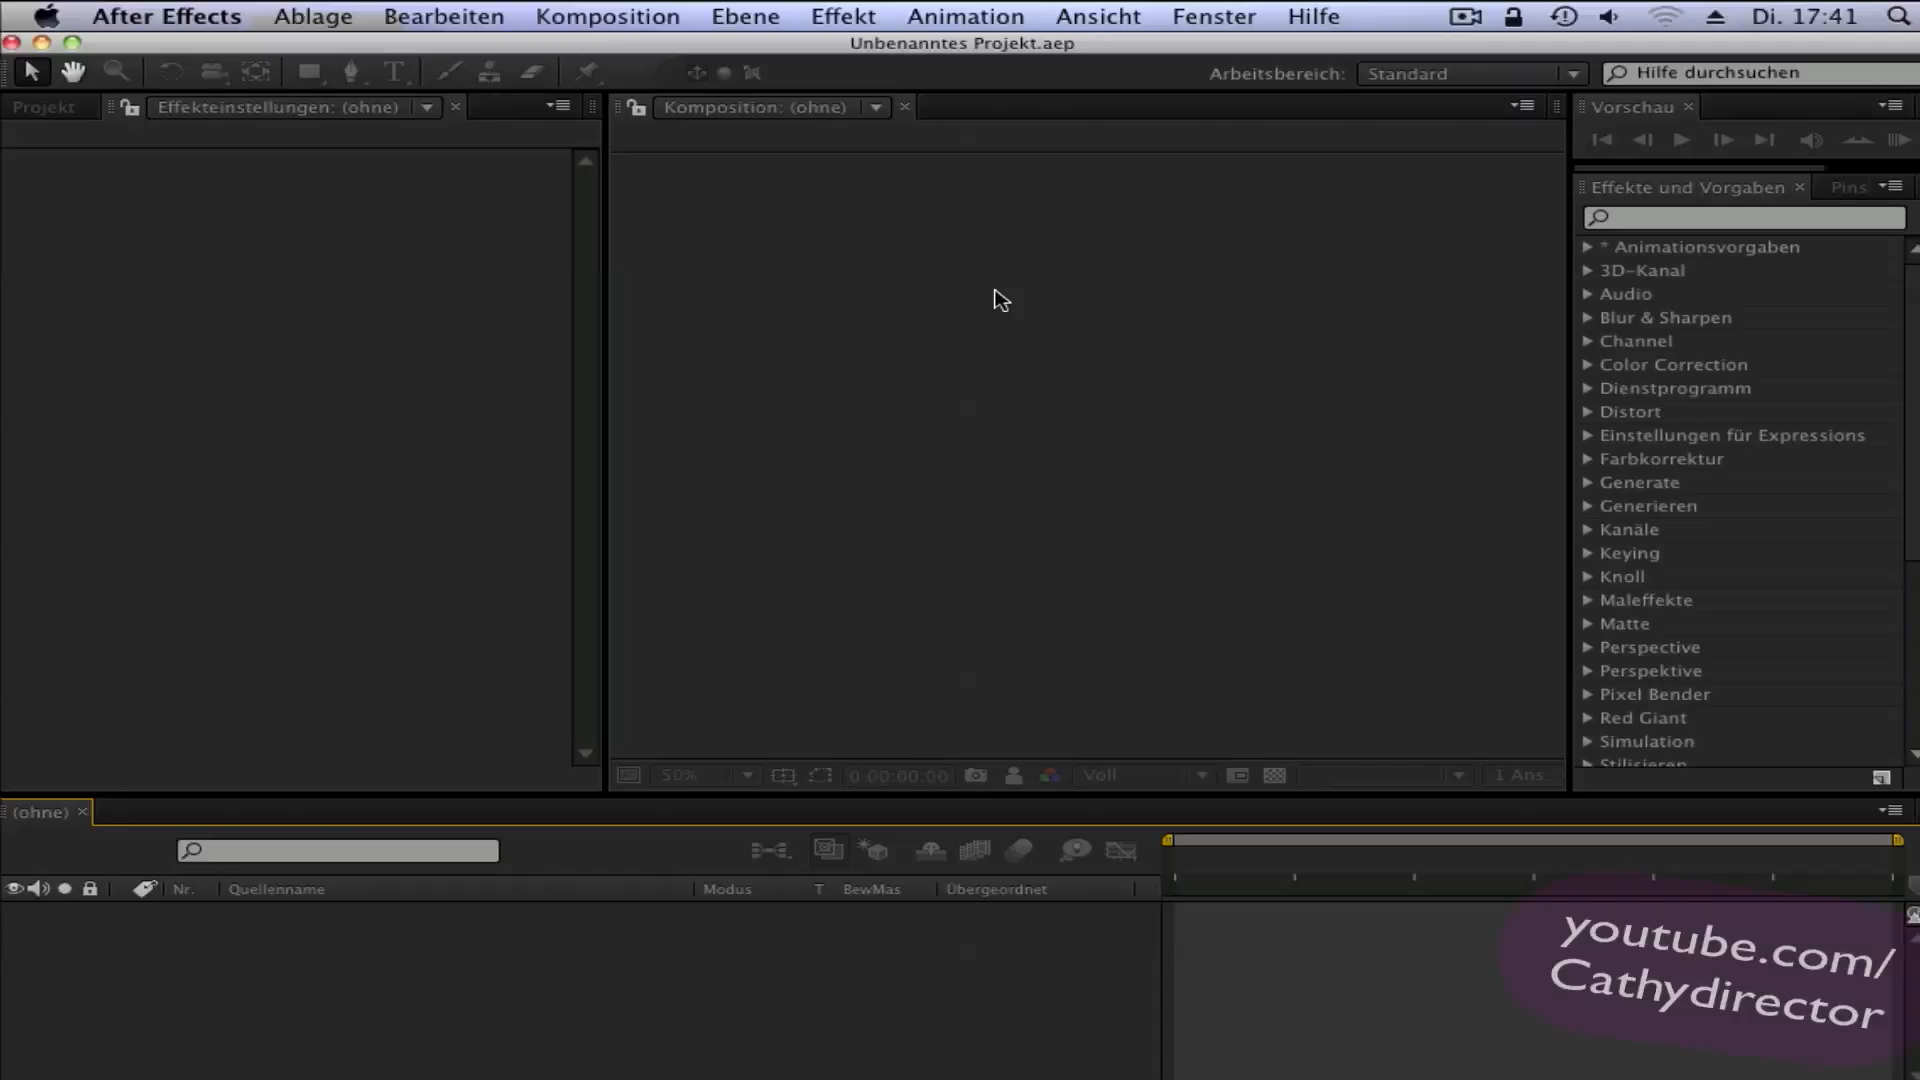 After Effects Ablage Bearbeiten Komposition Ebene Effekt Animation Ansicht Fenster Hilfe Di. 17:41
Unbenanntes Projekt.aep
Arbeitsbereich: Standard Hilfe durchsuchen
Projekt Effekteinstellungen: (ohne) Komposition: (ohne) Vorschau
Effekte und Vorgaben Pins
* Animationsvorgaben
3D-Kanal
Audio
Blur & Sharpen
Channel
Color Correction
Dienstprogramm
Distort
Einstellungen für Expressions
Farbkorrektur
Generate
Generieren
Kanäle
Keying
Knoll
Maleffekte
Matte
Perspective
Perspektive
Pixel Bender
Red Giant
Simulation
Stilisieren
50% 0:00:00:00 Voll 1 Ans...
(ohne)
Nr. Quellenname Modus T BewMas Übergeordnet
youtube.com/
Cathydirector